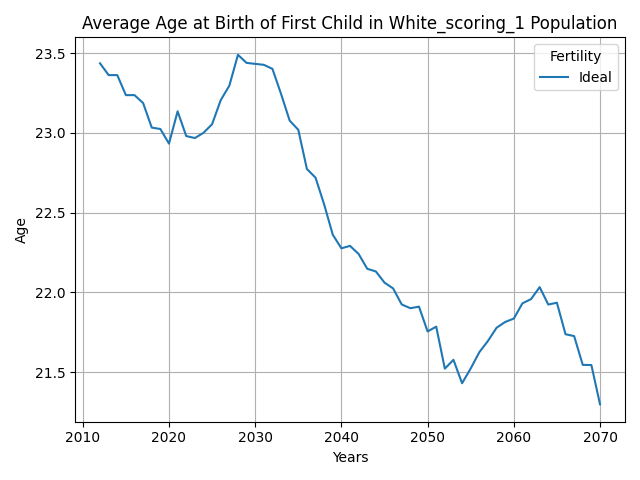 Average Age at Birth of First Child in White_scoring_1 Population
Fertility
Ideal
Age
23.5
23.0
22.5
22.0
21.5
2010 2020 2030 2040 2050 2060 2070
Years